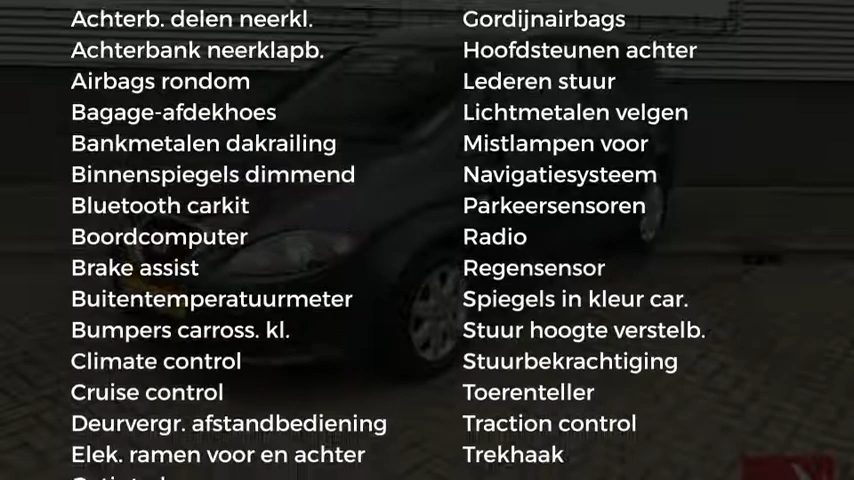 Achterb. delen neerkl.
Achterbank neerklapb.
Airbags rondom
Bagage-afdekhoes
Bankmetalen dakrailing
Binnenspiegels dimmend
Bluetooth carkit
Boordcomputer
Brake assist
Buitentemperatuurmeter
Bumpers carross. kl.
Climate control
Cruise control
Deurvergr. afstandbediening
Elek. ramen voor en achter
Gordijnairbags
Hoofdsteunen achter
Lederen stuur
Lichtmetalen velgen
Mistlampen voor
Navigatiesysteem
Parkeersensoren
Radio
Regensensor
Spiegels in kleur car.
Stuur hoogte verstelb.
Stuurbekrachtiging
Toerenteller
Traction control
Trekhaak